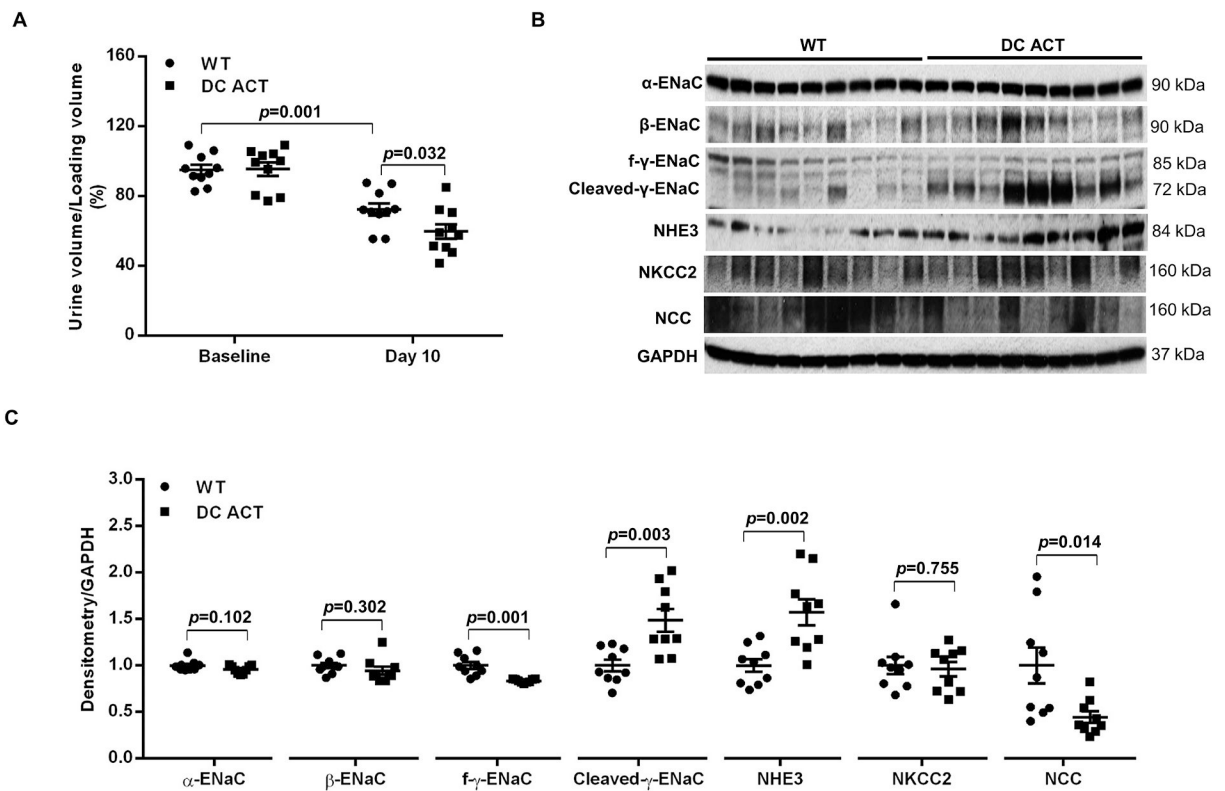 A
Urine volume/Loading volume
(%)
160
120
80
40
0
WT
DC ACT
p=0.001
p=0.032
Baseline
Day 10
B
WT
DC ACT
α-ENaC
90 kDa
β-ENaC
90 kDa
f-γ-ENaC
85 kDa
Cleaved-γ-ENaC
72 kDa
NHE3
84 kDa
NKCC2
160 kDa
NCC
160 kDa
GAPDH
37 kDa
C
Densitometry/GAPDH
3.0
2.5
2.0
1.5
1.0
0.5
0.0
WT
DC ACT
p=0.102
p=0.302
p=0.001
p=0.003
p=0.002
p=0.755
p=0.014
α-ENaC
β-ENaC
f-γ-ENaC
Cleaved-γ-ENaC
NHE3
NKCC2
NCC